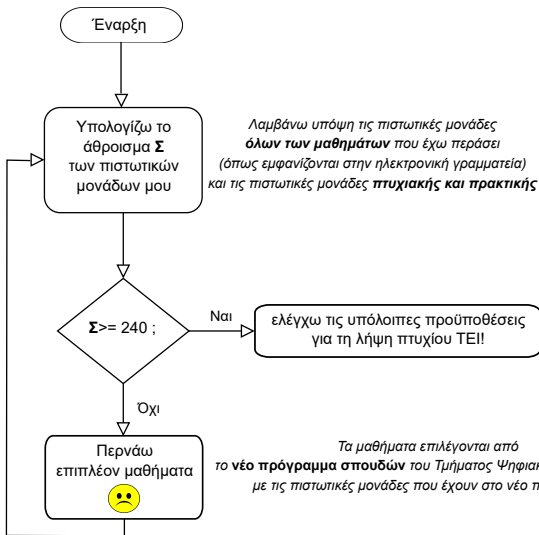 Έναρξη
Υπολογίζω το
άθροισμα Σ
των πιστωτικών
μονάδων μου
Λαμβάνω υπόψη τις πιστωτικές μονάδες
όλων των μαθημάτων που έχω περάσει
(όπως εμφανίζονται στην ηλεκτρονική γραμματεία)
και τις πιστωτικές μονάδες πτυχιακής και πρακτικής
Σ>= 240 ;
Ναι
ελέγχω τις υπόλοιπες προϋποθέσεις
για τη λήψη πτυχίου ΤΕΙ!
Όχι
Περνάω
επιπλέον μαθήματα
Τα μαθήματα επιλέγονται από
το νέο πρόγραμμα σπουδών του Τμήματος
με τις πιστωτικές μονάδες που έχουν στο νέο